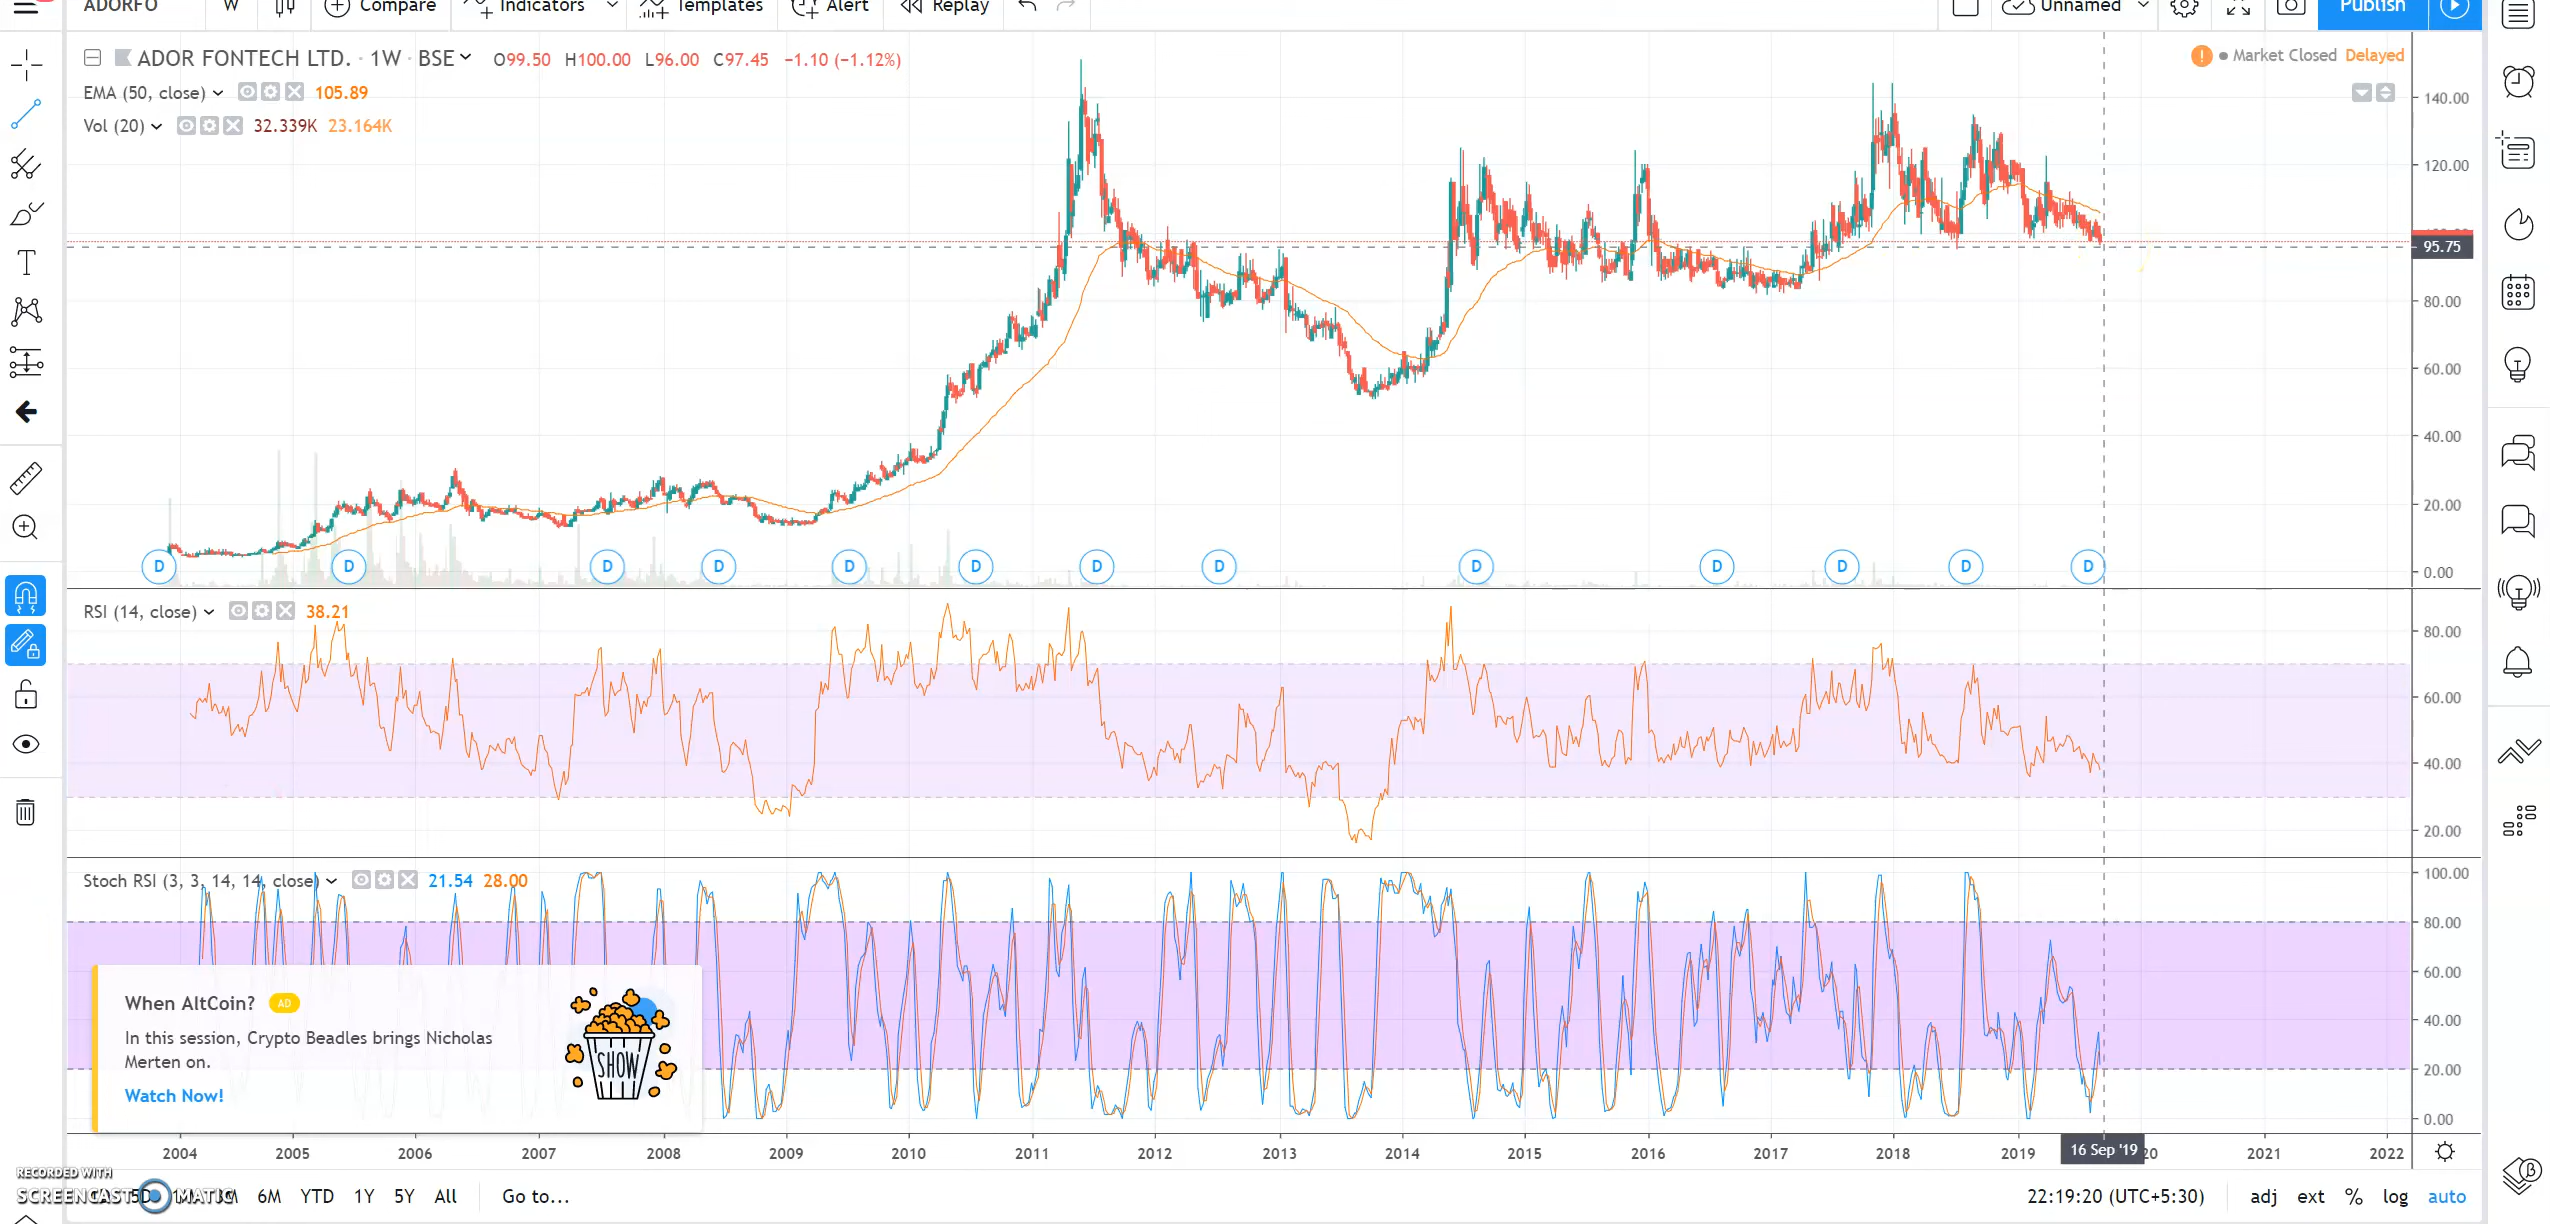 ADORFO W Compare Indicators Templates Alert Replay Unnamed Publish
ADOR FONTECH LTD. · 1W · BSE O99.50 H100.00 L96.00 C97.45 −1.10 (−1.12%)
! Market Closed Delayed
EMA (50, close) 105.89
Vol (20) 32.339K 23.164K
140.00
120.00
95.75
80.00
60.00
40.00
20.00
0.00
D D D D D D D D D D D D D
RSI (14, close) 38.21
80.00
60.00
40.00
20.00
Stoch RSI (3, 3, 14, 14, close) 21.54 28.00
100.00
80.00
60.00
40.00
20.00
0.00
When AltCoin? AD
In this session, Crypto Beadles brings Nicholas
Merten on.
Watch Now!
SHOW
2004 2005 2006 2007 2008 2009 2010 2011 2012 2013 2014 2015 2016 2017 2018 2019 16 Sep '19 20 2021 2022
RECORDED WITH
SCREENCAST MATIC
5D 6M YTD 1Y 5Y All Go to... 22:19:20 (UTC+5:30) adj ext % log auto